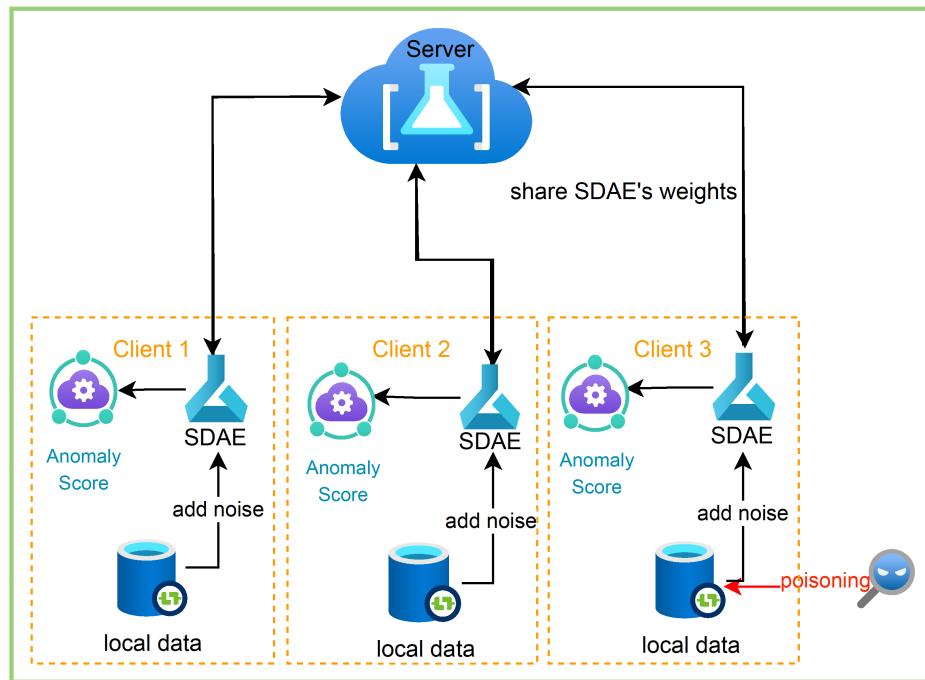 Server
share SDAE's weights
Client 1
SDAE
Anomaly
Score
add noise
local data
Client 2
SDAE
Anomaly
Score
add noise
local data
Client 3
SDAE
Anomaly
Score
add noise
local data
poisoning